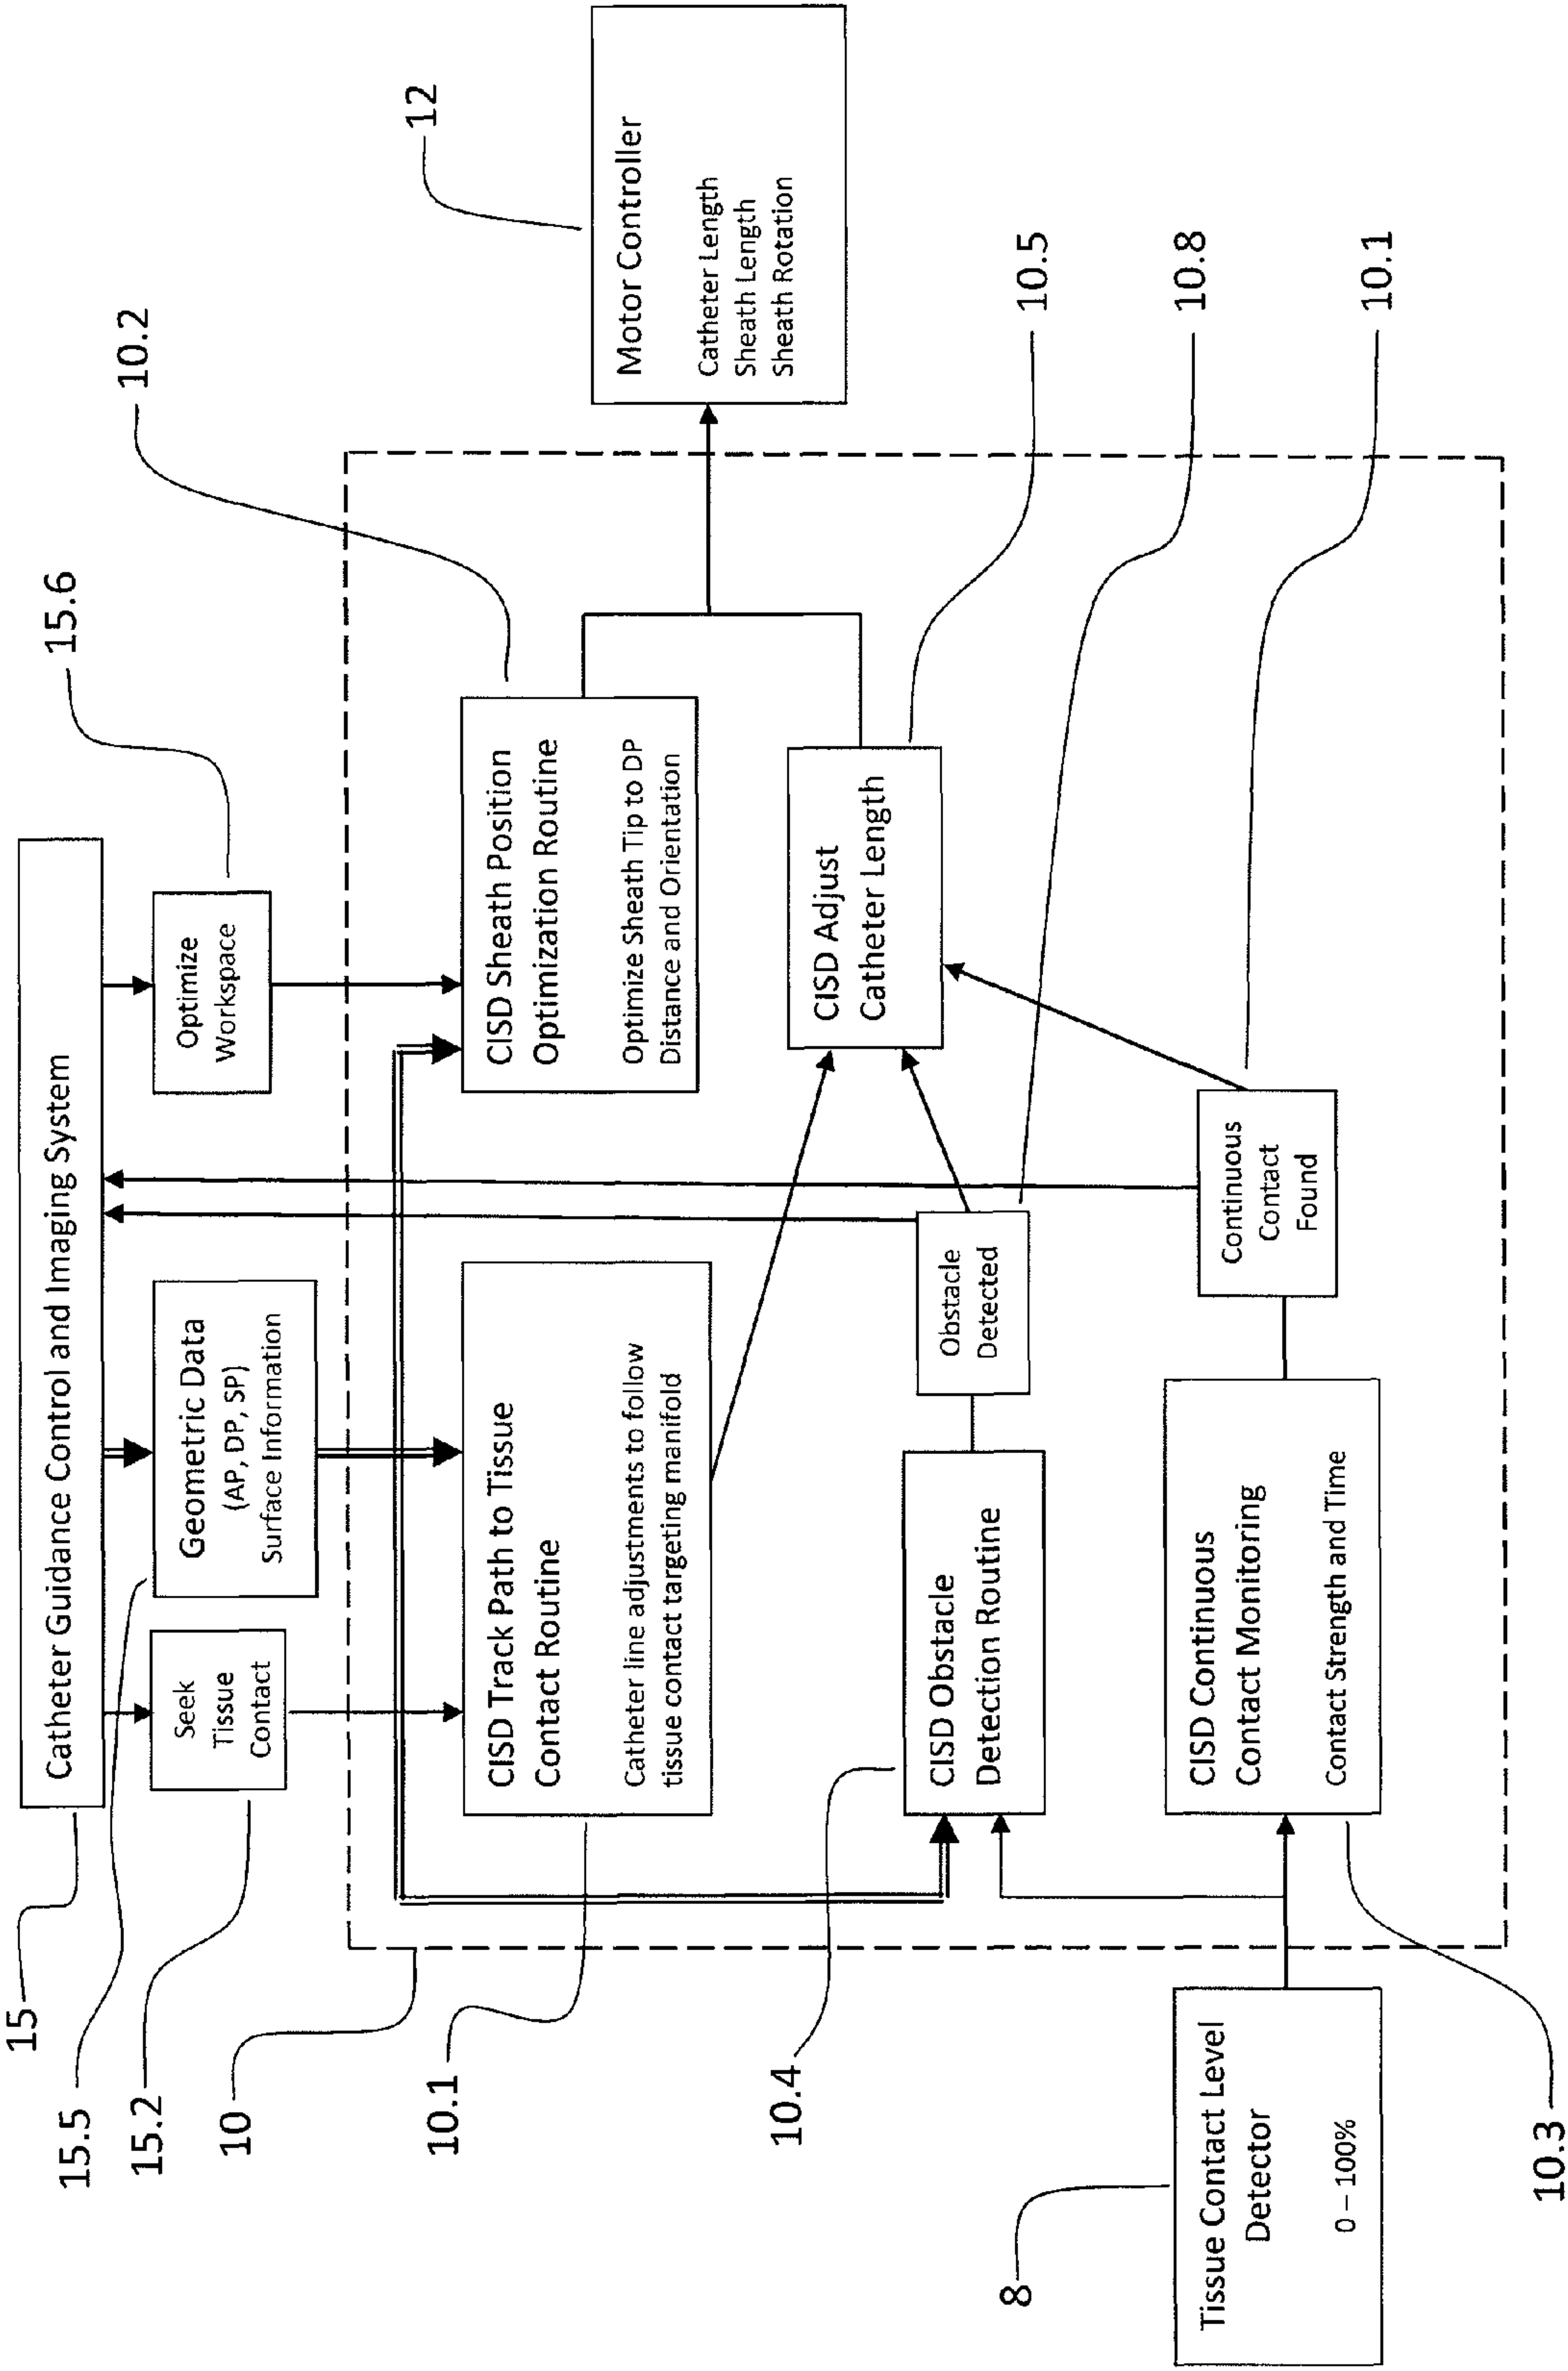 Catheter Guidance Control and Imaging System
15
Seek
Tissue
Contact
15.2
Geometric Data
(AP, DP, SP)
Surface Information
15.5
Optimize
Workspace
15.6
10
CISD Track Path to Tissue
Contact Routine
Catheter line adjustments to follow
tissue contact targeting manifold
10.1
CISD Sheath Position
Optimization Routine
Optimize Sheath Tip to DP
Distance and Orientation
10.2
Motor Controller
Catheter Length
Sheath Length
Sheath Rotation
12
CISD Adjust
Catheter Length
10.5
CISD Obstacle
Detection Routine
10.4
Obstacle
Detected
10.8
Tissue Contact Level
Detector
0 – 100%
8
CISD Continuous
Contact Monitoring
Contact Strength and Time
10.3
Continuous
Contact
Found
10.1